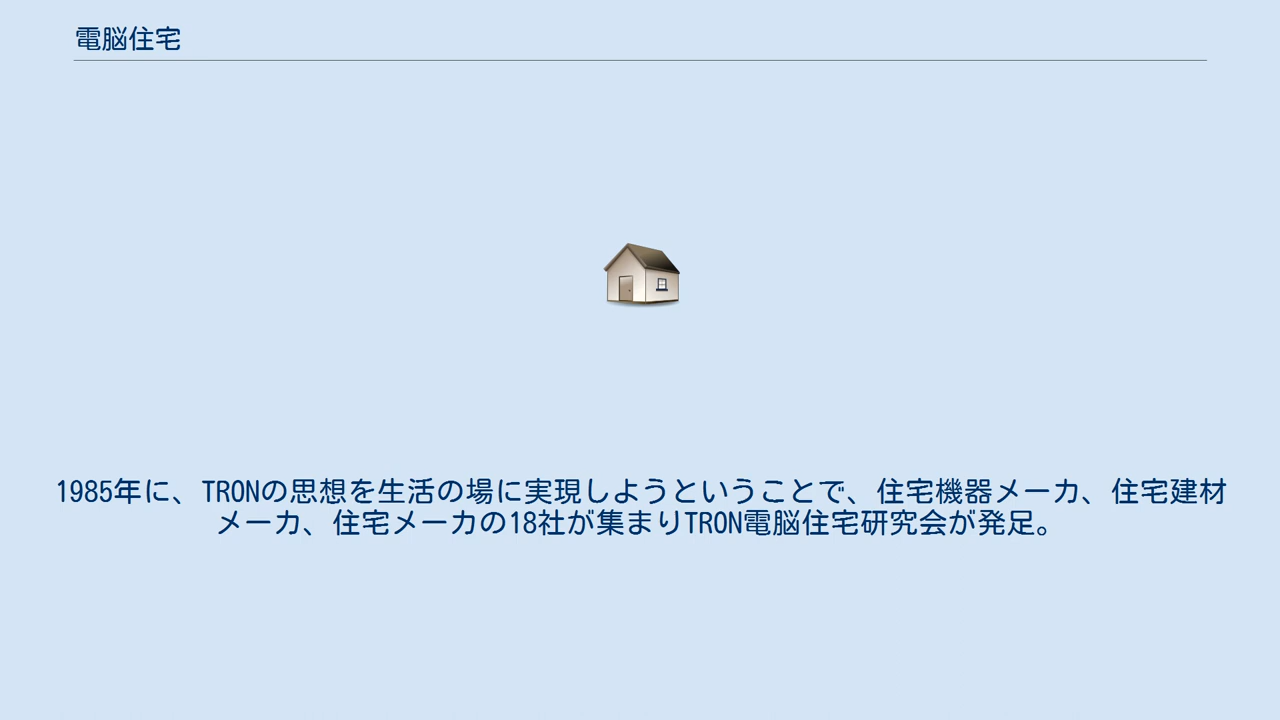 電脳住宅
1985年に、TRONの思想を生活の場に実現しようということで、住宅機器メーカ、住宅建材
メーカ、住宅メーカの18社が集まりTRON電脳住宅研究会が発足。